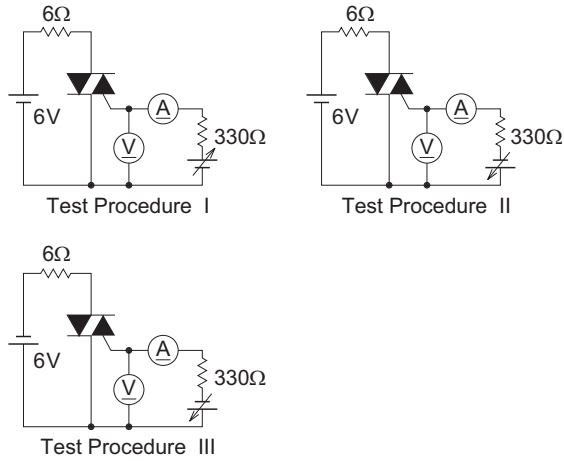 6Ω
6V
A
V
330Ω
Test Procedure I
6Ω
6V
A
V
330Ω
Test Procedure II
6Ω
6V
A
V
330Ω
Test Procedure III